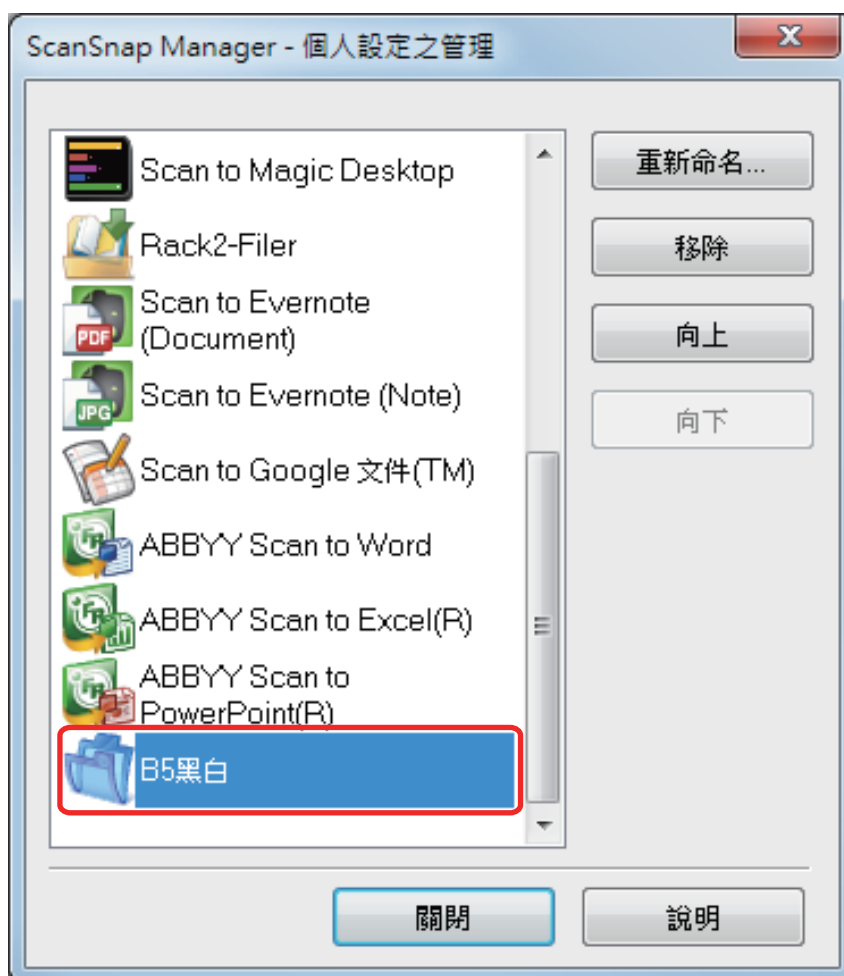 ScanSnap Manager - 個人設定之管理
Scan to Magic Desktop
Rack2-Filer
Scan to Evernote
(Document)
PDF
Scan to Evernote (Note)
JPG
Scan to Google 文件(TM)
ABBYY Scan to Word
ABBYY Scan to Excel(R)
ABBYY Scan to
PowerPoint(R)
B5黑白
重新命名...
移除
向上
向下
關閉
說明